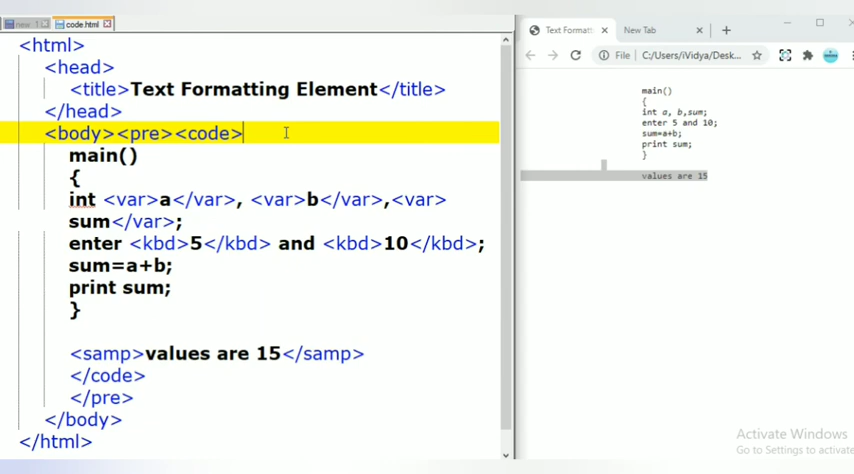 new 1
code.html
<html>
<head>
<title>Text Formatting Element</title>
</head>
<body><pre><code>
main()
{
int <var>a</var>, <var>b</var>,<var>
sum</var>;
enter <kbd>5</kbd> and <kbd>10</kbd>;
sum=a+b;
print sum;
}
<samp>values are 15</samp>
</code>
</pre>
</body>
</html>
Text Formatt
New Tab
File
C:/Users/iVidya/Desk...
main()
{
int a, b,sum;
enter 5 and 10;
sum=a+b;
print sum;
}
values are 15
Activate Windows
Go to Settings to activate